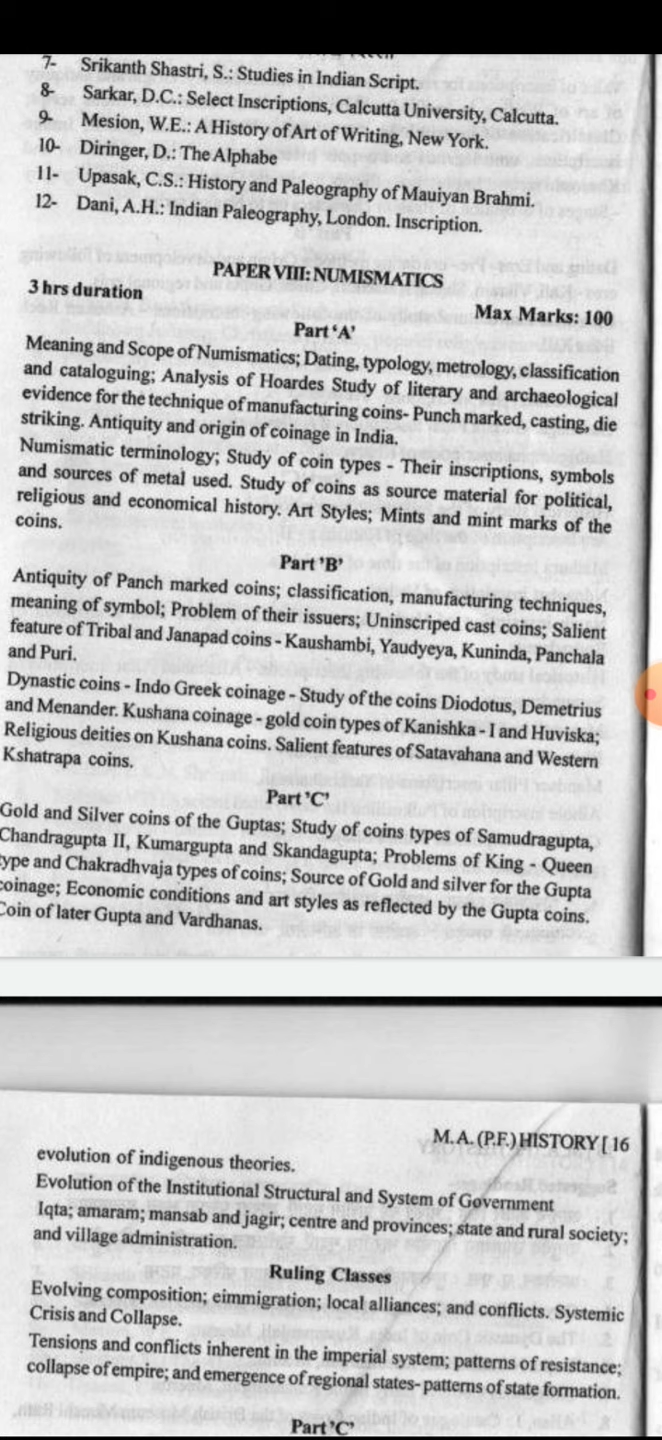 7- Srikanth Shastri, S.: Studies in Indian Script.
8- Sarkar, D.C.: Select Inscriptions, Calcutta University, Calcutta.
9- Mesion, W.E.: A History of Art of Writing, New York.
10- Diringer, D.: The Alphabe
11- Upasak, C.S.: History and Paleography of Mauiyan Brahmi.
12- Dani, A.H.: Indian Paleography, London. Inscription.
PAPER VIII: NUMISMATICS
3 hrs duration
Max Marks: 100
Part 'A'
Meaning and Scope of Numismatics; Dating, typology, metrology, classification
and cataloguing; Analysis of Hoardes Study of literary and archaeological
evidence for the technique of manufacturing coins- Punch marked, casting, die
striking. Antiquity and origin of coinage in India.
Numismatic terminology; Study of coin types - Their inscriptions, symbols
and sources of metal used. Study of coins as source material for political,
religious and economical history. Art Styles; Mints and mint marks of the
coins.
Part 'B'
Antiquity of Panch marked coins; classification, manufacturing techniques,
meaning of symbol; Problem of their issuers; Uninscriped cast coins; Salient
feature of Tribal and Janapad coins - Kaushambi, Yaudyeya, Kuninda, Panchala
and Puri.
Dynastic coins - Indo Greek coinage - Study of the coins Diodotus, Demetrius
and Menander. Kushana coinage - gold coin types of Kanishka - I and Huviska;
Religious deities on Kushana coins. Salient features of Satavahana and Western
Kshatrapa coins.
Part 'C'
Gold and Silver coins of the Guptas; Study of coins types of Samudragupta,
Chandragupta II, Kumargupta and Skandagupta; Problems of King - Queen
type and Chakradhvaja types of coins; Source of Gold and silver for the Gupta
coinage; Economic conditions and art styles as reflected by the Gupta coins.
Coin of later Gupta and Vardhanas.
M.A. (P.F.) HISTORY [ 16
evolution of indigenous theories.
Evolution of the Institutional Structural and System of Government
Iqta; amaram; mansab and jagir; centre and provinces; state and rural society;
and village administration.
Ruling Classes
Evolving composition; eimmigration; local alliances; and conflicts. Systemic
Crisis and Collapse.
Tensions and conflicts inherent in the imperial system; patterns of resistance;
collapse of empire; and emergence of regional states- patterns of state formation.
Part 'C'